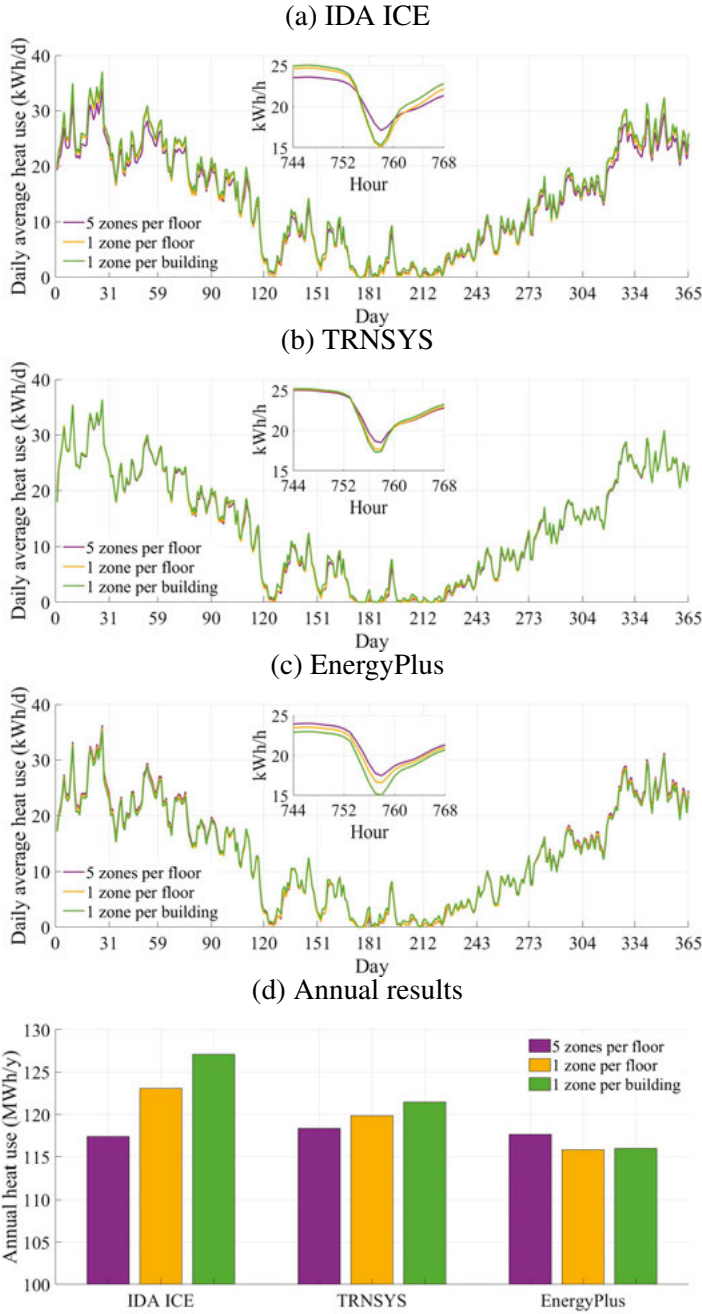 (a) IDA ICE
Daily average heat use (kWh/d)
40
30
20
10
0
kWh/h
25
20
15
744 752 760 768
Hour
5 zones per floor
1 zone per floor
1 zone per building
0 31 59 90 120 151 181 212 243 273 304 334 365
Day
(b) TRNSYS
Daily average heat use (kWh/d)
40
30
20
10
0
kWh/h
25
20
15
744 752 760 768
Hour
5 zones per floor
1 zone per floor
1 zone per building
0 31 59 90 120 151 181 212 243 273 304 334 365
Day
(c) EnergyPlus
Daily average heat use (kWh/d)
40
30
20
10
0
kWh/h
25
20
15
744 752 760 768
Hour
5 zones per floor
1 zone per floor
1 zone per building
0 31 59 90 120 151 181 212 243 273 304 334 365
Day
(d) Annual results
Annual heat use (MWh/y)
130
125
120
115
110
105
100
5 zones per floor
1 zone per floor
1 zone per building
IDA ICE TRNSYS EnergyPlus